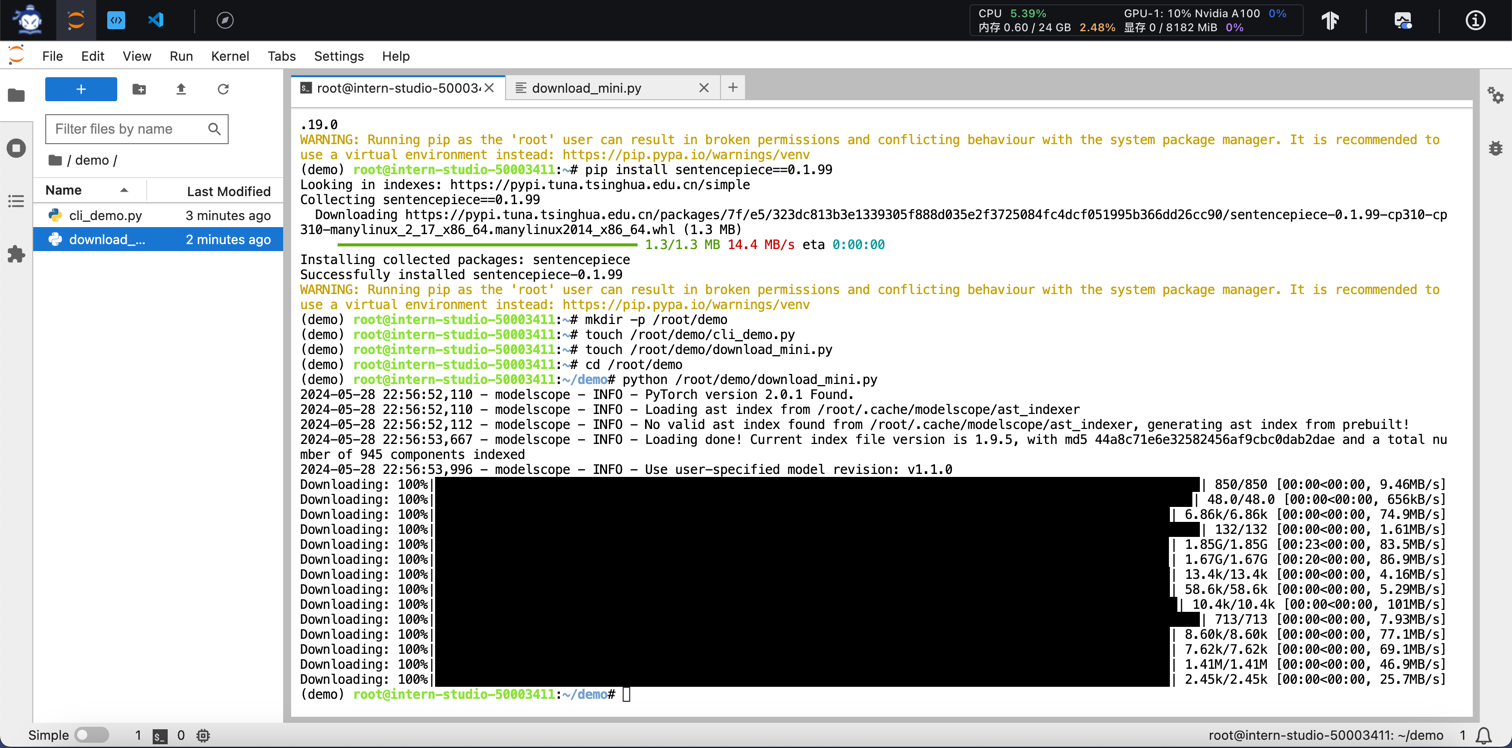 CPU 5.39% GPU-1: 10% Nvidia A100 0%
内存 0.60 / 24 GB 2.48% 显存 0 / 8182 MiB 0%
File Edit View Run Kernel Tabs Settings Help
+
root@intern-studio-50003
download_mini.py
+
Filter files by name
/ demo /
Name Last Modified
cli_demo.py 3 minutes ago
download_... 2 minutes ago
.19.0
WARNING: Running pip as the 'root' user can result in broken permissions and conflicting behaviour with the system package manager. It is recommended to
use a virtual environment instead: https://pip.pypa.io/warnings/venv
(demo) root@intern-studio-50003411:~# pip install sentencepiece==0.1.99
Looking in indexes: https://pypi.tuna.tsinghua.edu.cn/simple
Collecting sentencepiece==0.1.99
Downloading https://pypi.tuna.tsinghua.edu.cn/packages/7f/e5/323dc813b3e1339305f888d035e2f3725084fc4dcf051995b366dd26cc90/sentencepiece-0.1.99-cp310-cp
310-manylinux_2_17_x86_64.manylinux2014_x86_64.whl (1.3 MB)
1.3/1.3 MB 14.4 MB/s eta 0:00:00
Installing collected packages: sentencepiece
Successfully installed sentencepiece-0.1.99
WARNING: Running pip as the 'root' user can result in broken permissions and conflicting behaviour with the system package manager. It is recommended to
use a virtual environment instead: https://pip.pypa.io/warnings/venv
(demo) root@intern-studio-50003411:~# mkdir -p /root/demo
(demo) root@intern-studio-50003411:~# touch /root/demo/cli_demo.py
(demo) root@intern-studio-50003411:~# touch /root/demo/download_mini.py
(demo) root@intern-studio-50003411:~# cd /root/demo
(demo) root@intern-studio-50003411:~/demo# python /root/demo/download_mini.py
2024-05-28 22:56:52,110 - modelscope - INFO - PyTorch version 2.0.1 Found.
2024-05-28 22:56:52,110 - modelscope - INFO - Loading ast index from /root/.cache/modelscope/ast_indexer
2024-05-28 22:56:52,112 - modelscope - INFO - No valid ast index found from /root/.cache/modelscope/ast_indexer, generating ast index from prebuilt!
2024-05-28 22:56:53,667 - modelscope - INFO - Loading done! Current index file version is 1.9.5, with md5 44a8c71e6e32582456af9cbc0dab2dae and a total nu
mber of 945 components indexed
2024-05-28 22:56:53,996 - modelscope - INFO - Use user-specified model revision: v1.1.0
Downloading: 100%| | 850/850 [00:00<00:00, 9.46MB/s]
Downloading: 100%| | 48.0/48.0 [00:00<00:00, 656kB/s]
Downloading: 100%| | 6.86k/6.86k [00:00<00:00, 74.9MB/s]
Downloading: 100%| | 132/132 [00:00<00:00, 1.61MB/s]
Downloading: 100%| | 1.85G/1.85G [00:23<00:00, 83.5MB/s]
Downloading: 100%| | 1.67G/1.67G [00:20<00:00, 86.9MB/s]
Downloading: 100%| | 13.4k/13.4k [00:00<00:00, 4.16MB/s]
Downloading: 100%| | 58.6k/58.6k [00:00<00:00, 5.29MB/s]
Downloading: 100%| | 10.4k/10.4k [00:00<00:00, 101MB/s]
Downloading: 100%| | 713/713 [00:00<00:00, 7.93MB/s]
Downloading: 100%| | 8.60k/8.60k [00:00<00:00, 77.1MB/s]
Downloading: 100%| | 7.62k/7.62k [00:00<00:00, 69.1MB/s]
Downloading: 100%| | 1.41M/1.41M [00:00<00:00, 46.9MB/s]
Downloading: 100%| | 2.45k/2.45k [00:00<00:00, 25.7MB/s]
(demo) root@intern-studio-50003411:~/demo#
Simple 1 $_ 0 root@intern-studio-50003411: ~/demo 1